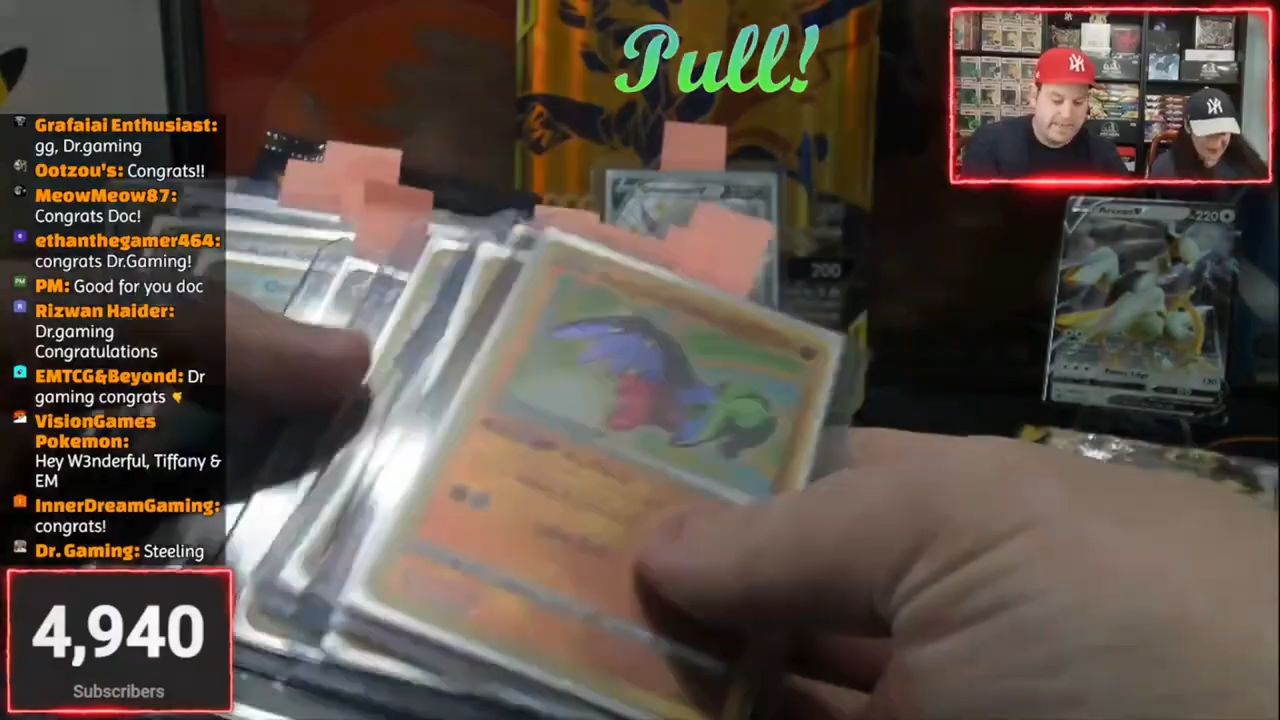 Pull!
Grafaiai Enthusiast:
gg, Dr.gaming
Ootzou's: Congrats!!
MeowMeow87:
Congrats Doc!
ethanthegamer464:
congrats Dr.Gaming!
PM: Good for you doc
Rizwan Haider:
Dr.gaming
Congratulations
EMTCG&Beyond: Dr
gaming congrats
VisionGames
Pokemon:
Hey W3nderful, Tiffany &
EM
InnerDreamGaming:
congrats!
Dr. Gaming: Steeling
4,940
Subscribers
Arceus V 220
200